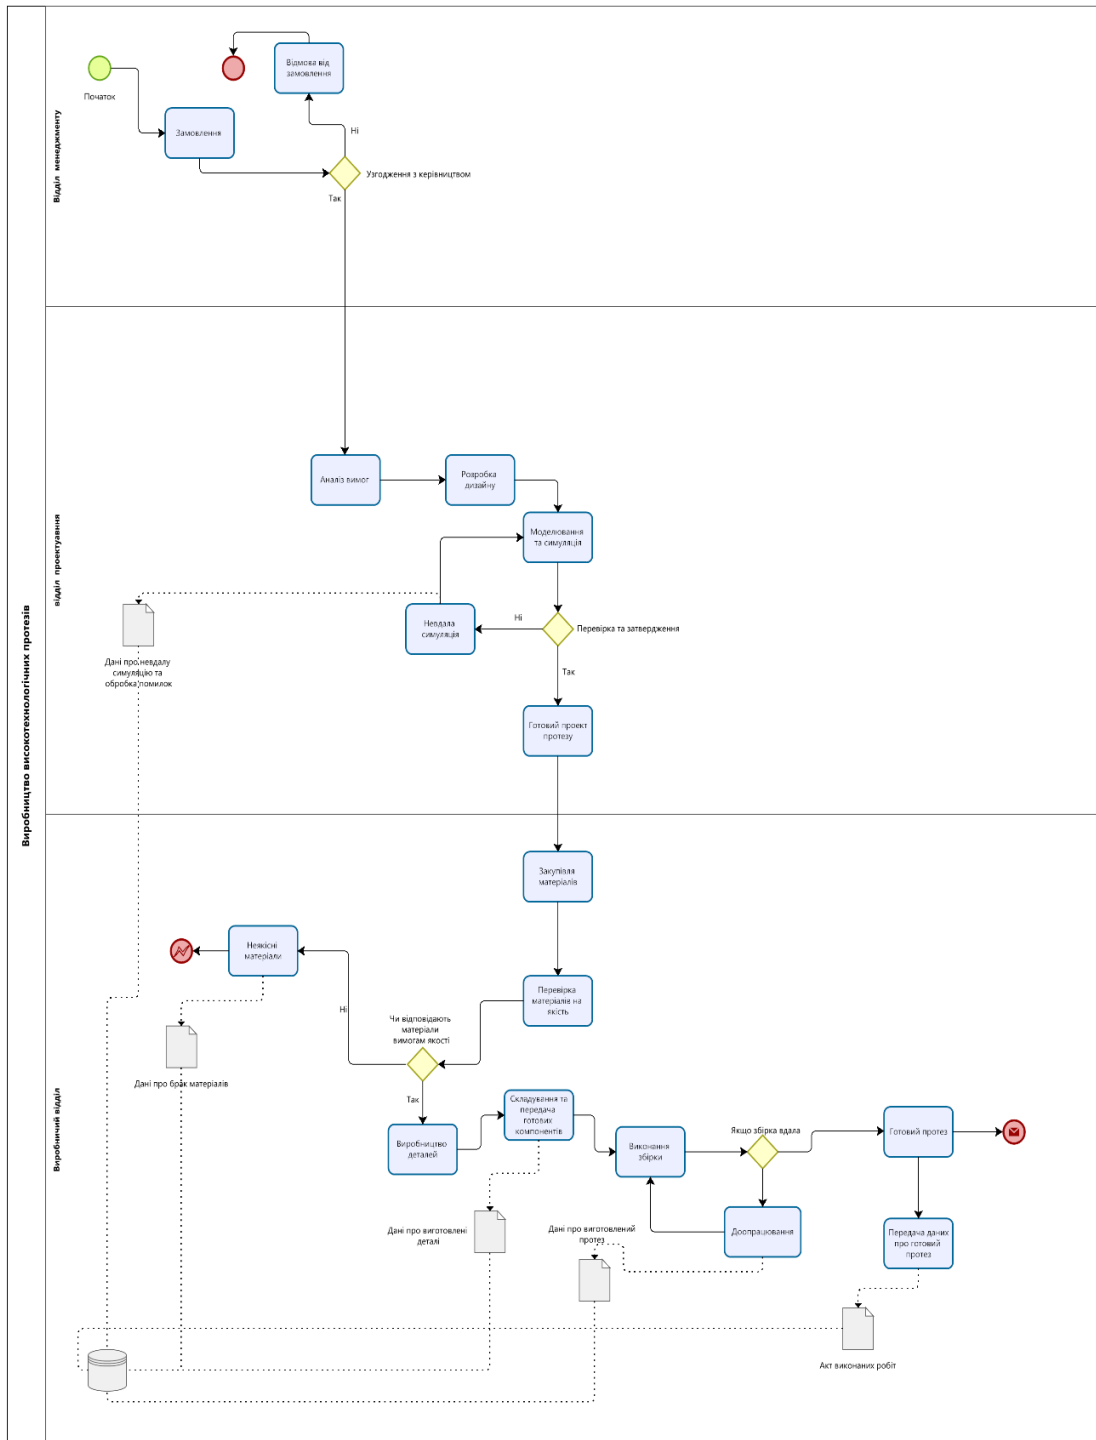 Виробництво високотехнологічних протезів
Відділ менеджменту
Початок
Замовлення
Відмова від
замовлення
Ні
Узгодження з керівництвом
Так
відділ проектуавння
Аналіз вимог
Розробка
дизайну
Моделювання
та симуляція
Невдала
симуляція
Ні
Перевірка та затвердження
Так
Дані про невдалу
симуляцію та
обробка помилок
Готовий проект
протезу
Виробничий відділ
Закупівля
матеріалів
Неякісні
матеріали
Перевірка
матеріалів на
якість
Ні
Чи відповідають
матеріали
вимогам якості
Дані про брак матеріалів
Так
Виробництво
деталей
Складування та
передача
готових
компонентів
Виконання
збірки
Якщо збірка вдала
Готовий протез
Доопрацювання
Дані про виготовлені
деталі
Дані про виготовлений
протез
Передача даних
про готовий
протез
Акт виконаних робіт